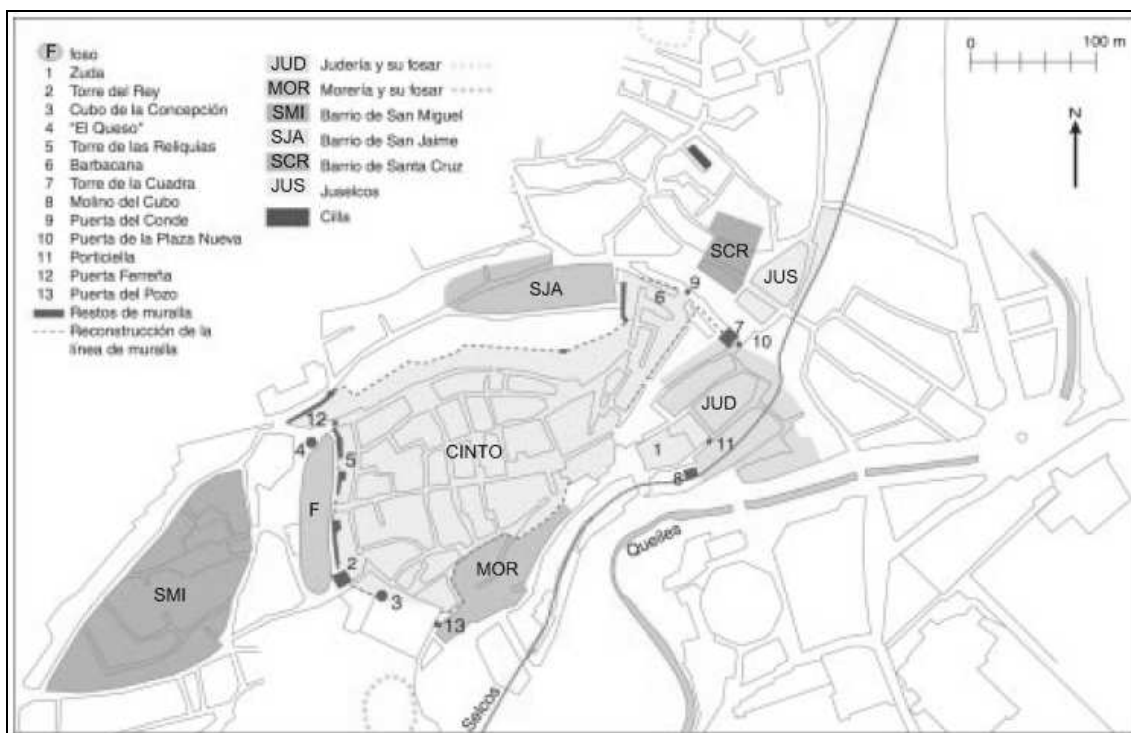 F foso
1 Zuda
2 Torre del Rey
3 Cubo de la Concepción
4 "El Queso"
5 Torre de las Reliquias
6 Barbacana
7 Torre de la Cuadra
8 Molino del Cubo
9 Puerta del Conde
10 Puerta de la Plaza Nueva
11 Porticiella
12 Puerta Ferreña
13 Puerta del Pozo
Restos de muralla
Reconstrucción de la
línea de muralla
JUD Judería y su fosar
MOR Morería y su fosar
SMI Barrio de San Miguel
SJA Barrio de San Jaime
SCR Barrio de Santa Cruz
JUS Juselcos
Cilla
0 100 m
N
SCR
JUS
SJA
9
6
7
10
JUD
12
4
5
CINTO
1
11
8
F
Queiles
MOR
2
SMI
3
13
Selcos